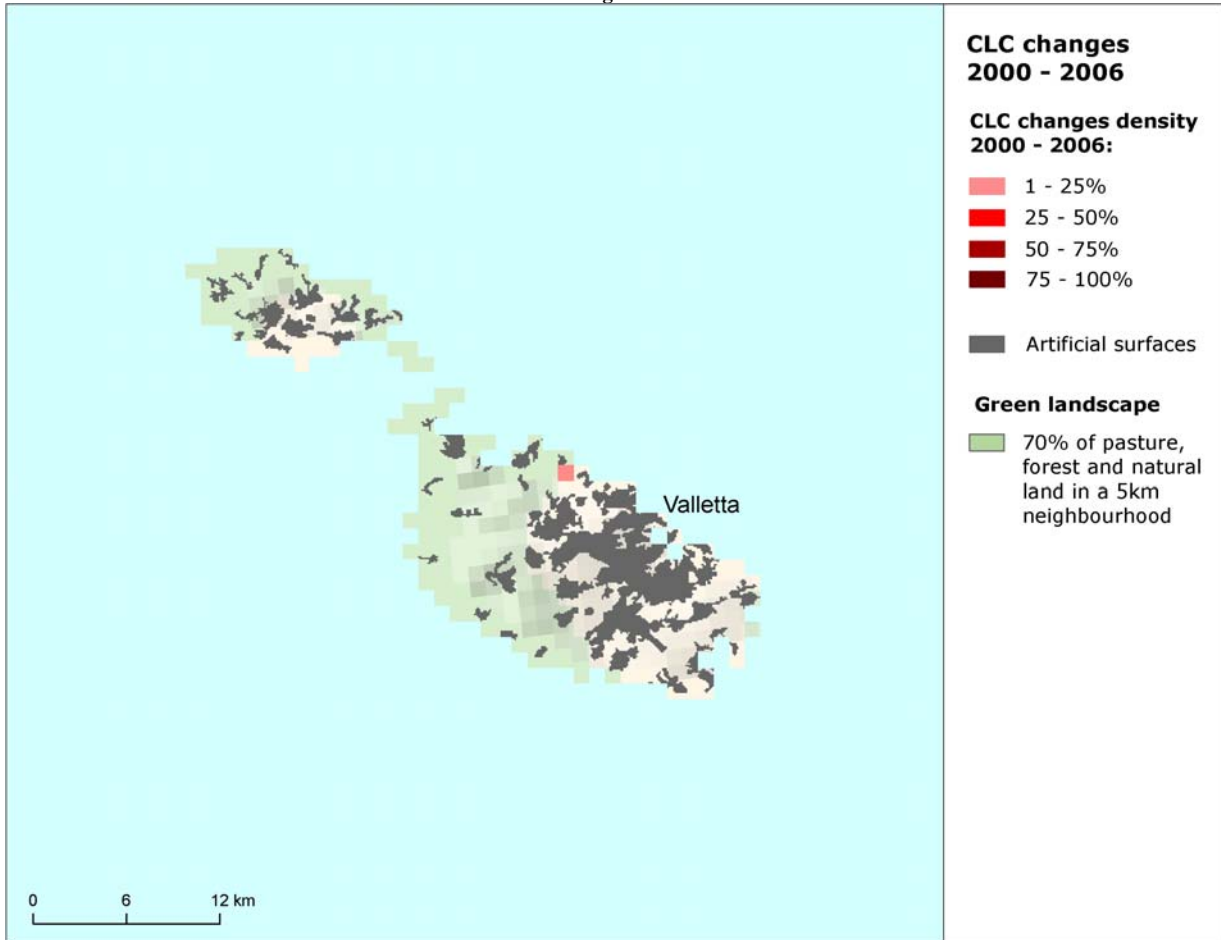 CLC changes
2000 - 2006
CLC changes density
2000 - 2006:
1 - 25%
25 - 50%
50 - 75%
75 - 100%
Artificial surfaces
Green landscape
70% of pasture,
forest and natural
land in a 5km
neighbourhood
Valletta
0 6 12 km